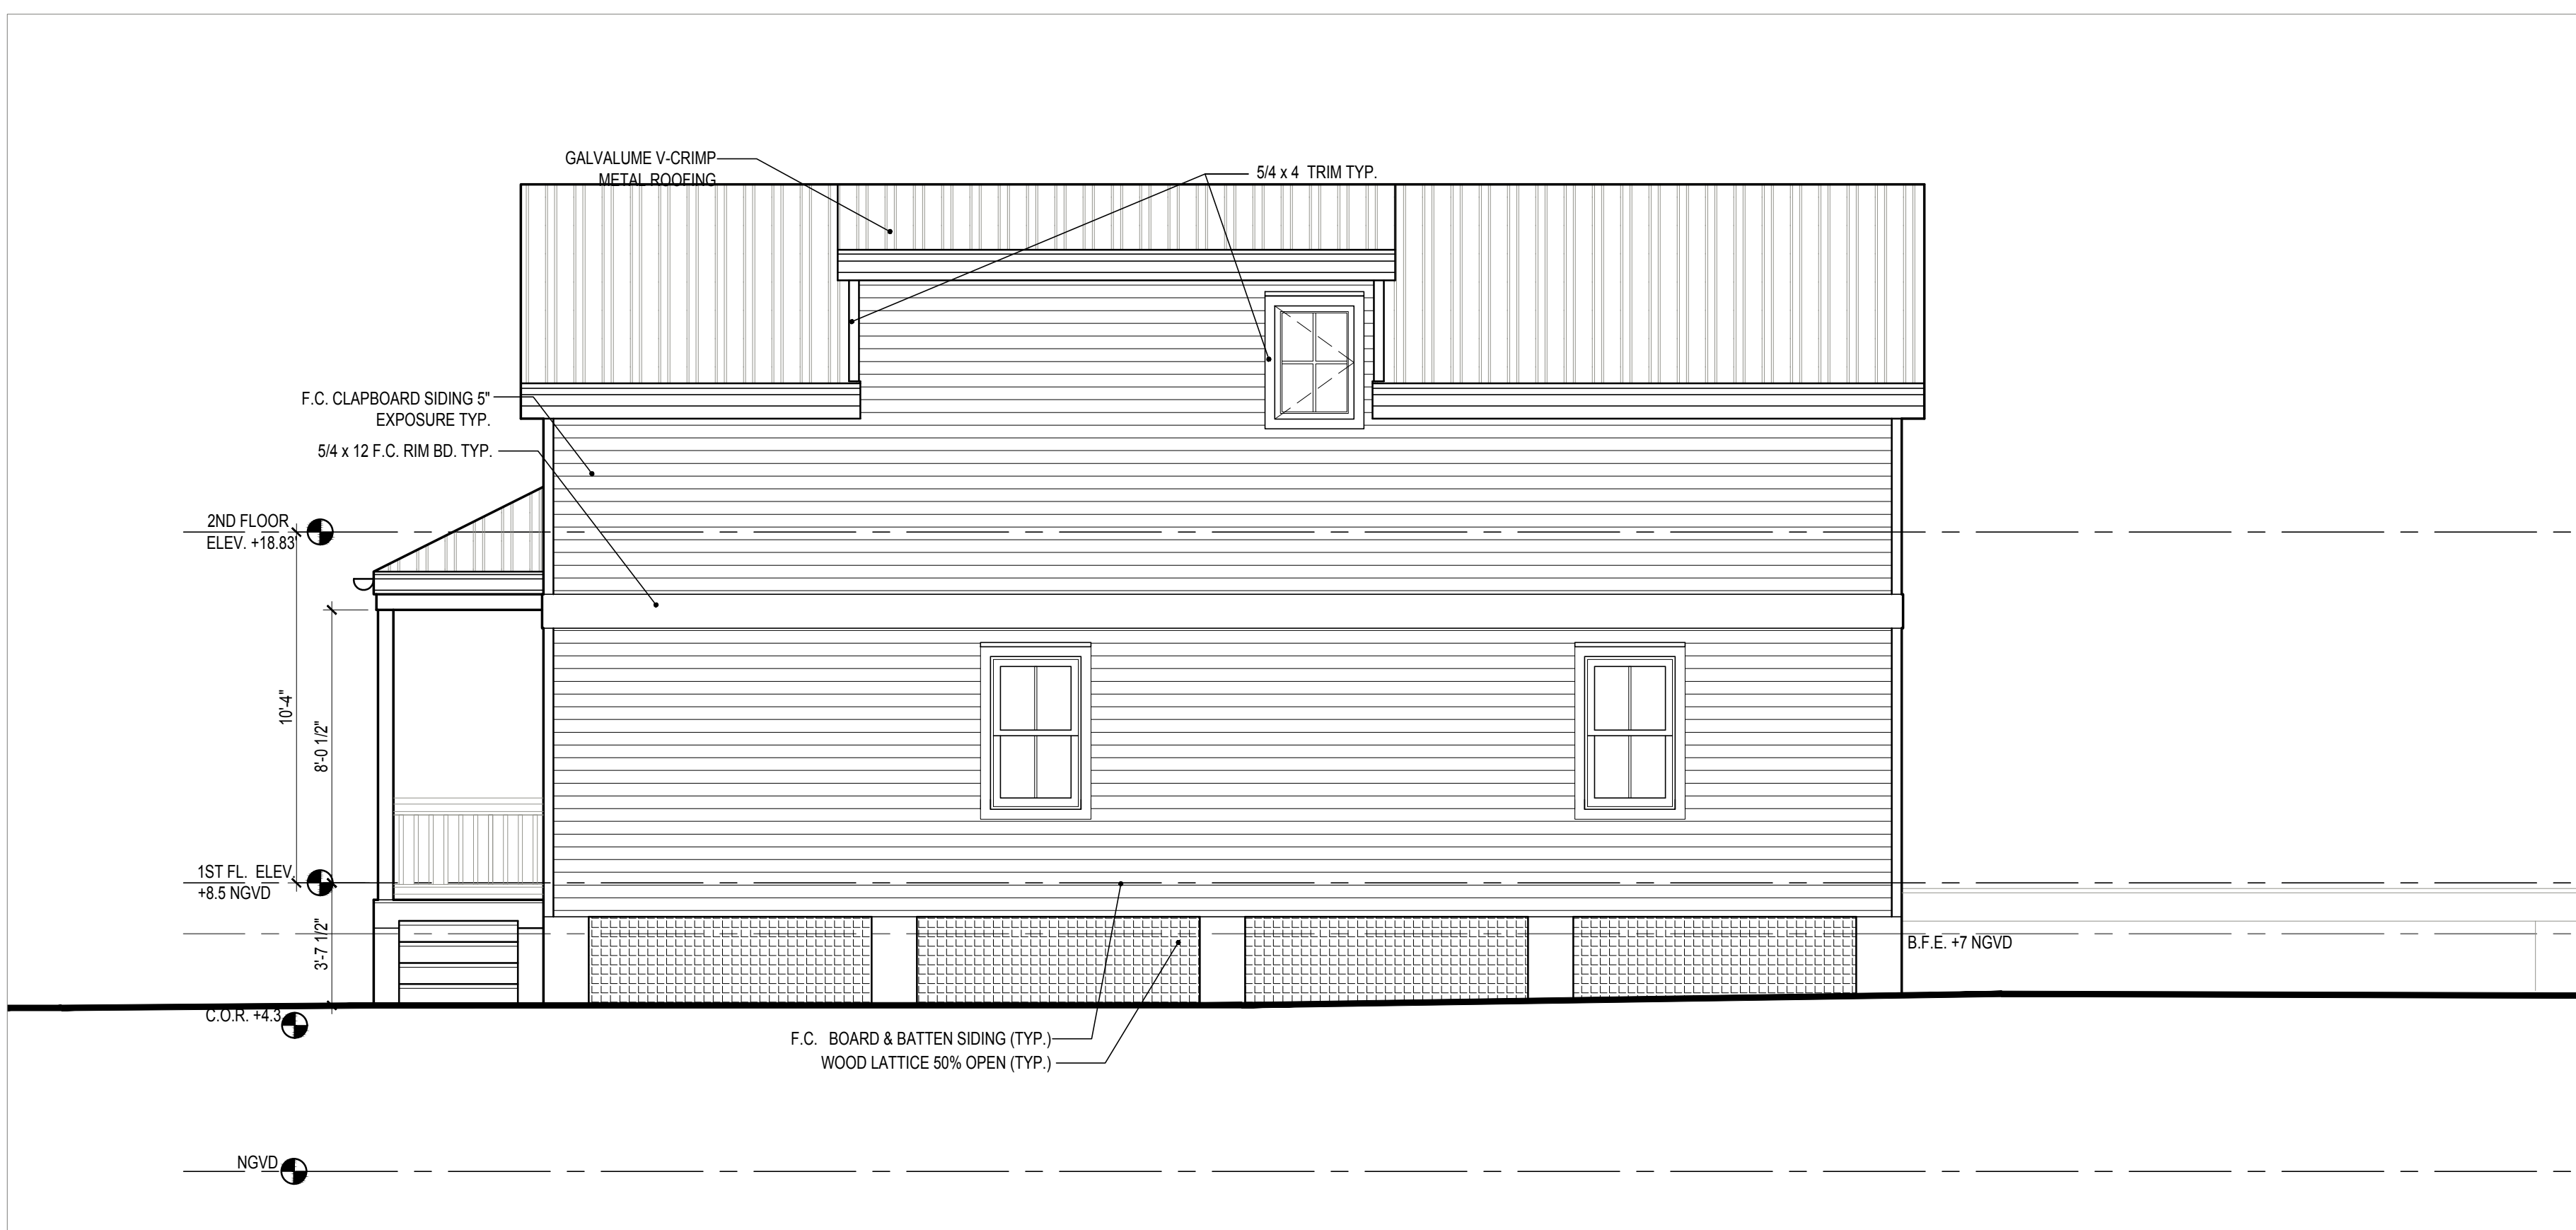 GALVALUME V-CRIMP
METAL ROOFING
5/4 x 4 TRIM TYP.
F.C. CLAPBOARD SIDING 5"
EXPOSURE TYP.
5/4 x 12 F.C. RIM BD. TYP.
2ND FLOOR
ELEV. +18.83'
10'-4"
8'-0 1/2"
1ST FL. ELEV.
+8.5 NGVD
3'-7 1/2"
B.F.E. +7 NGVD
C.O.R. +4.3
F.C. BOARD & BATTEN SIDING (TYP.)
WOOD LATTICE 50% OPEN (TYP.)
NGVD